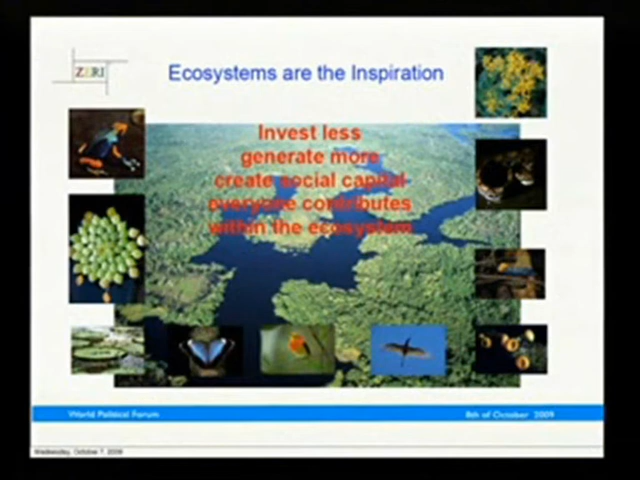 ZERI
Ecosystems are the Inspiration
Invest less
generate more
create social capital
everyone contributes
within the ecosystem
World Political Forum
8th of October 2009
Wednesday, October 7, 2009